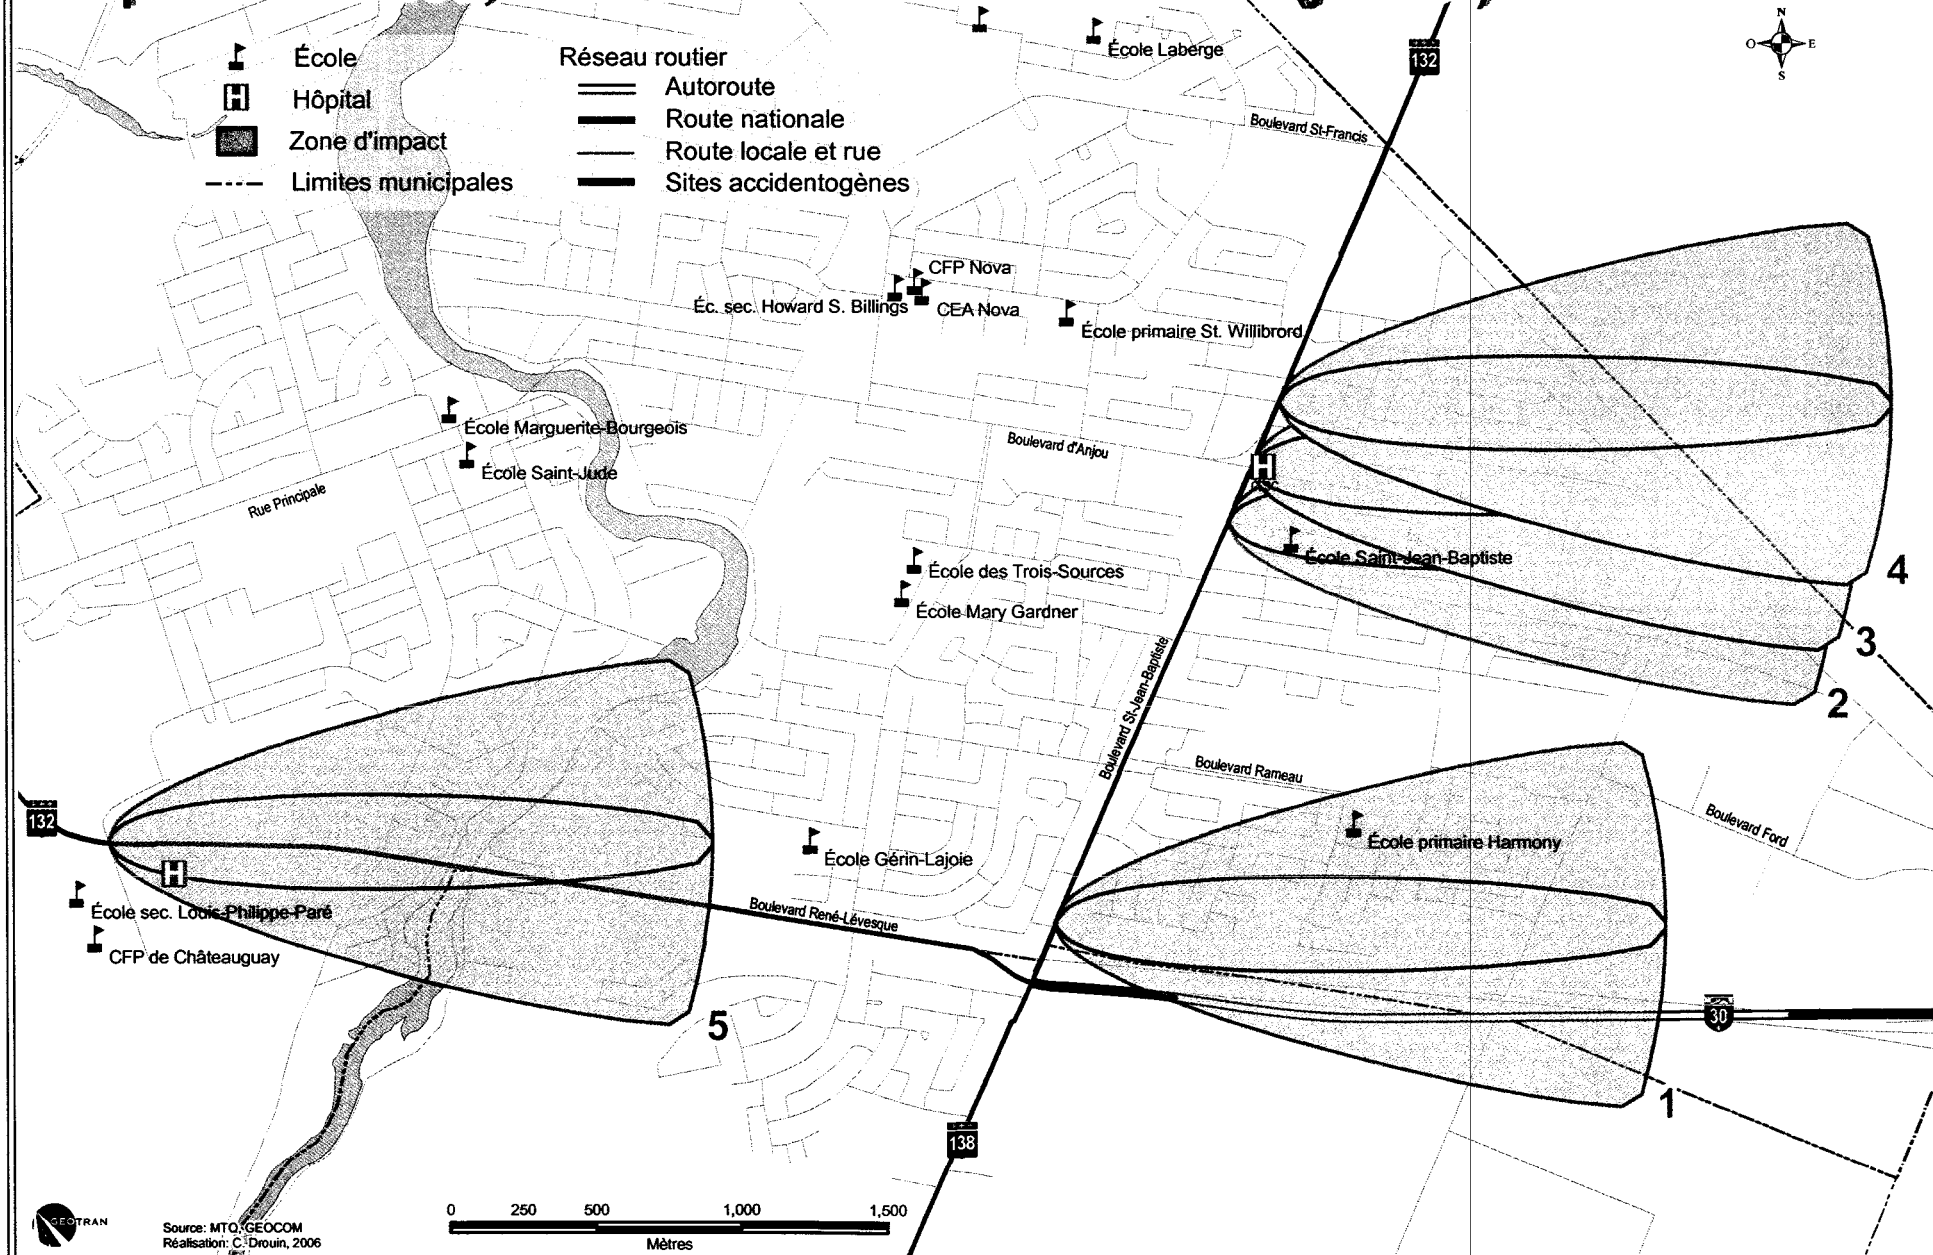 École
Hôpital
Zone d'impact
Limites municipales
Réseau routier
Autoroute
Route nationale
Route locale et rue
Sites accidentogènes
École Laberge
132
N
O
E
S
Boulevard St-Francis
CFP Nova
Éc. sec. Howard S. Billings
CEA Nova
École primaire St. Willibrord
École Marguerite-Bourgeois
École Saint-Jude
Rue Principale
Boulevard d'Anjou
H
École Saint-Jean-Baptiste
École des Trois-Sources
École Mary Gardner
4
3
2
Boulevard St-Jean-Baptiste
Boulevard Rameau
Boulevard Ford
132
École primaire Harmony
École Gérin-Lajoie
H
École sec. Louis-Philippe-Paré
CFP de Châteauguay
Boulevard René-Lévesque
30
5
1
138
GEOTRAN
Source: MTQ, GEOCOM
Réalisation: C. Drouin, 2006
0 250 500 1,000 1,500
Mètres